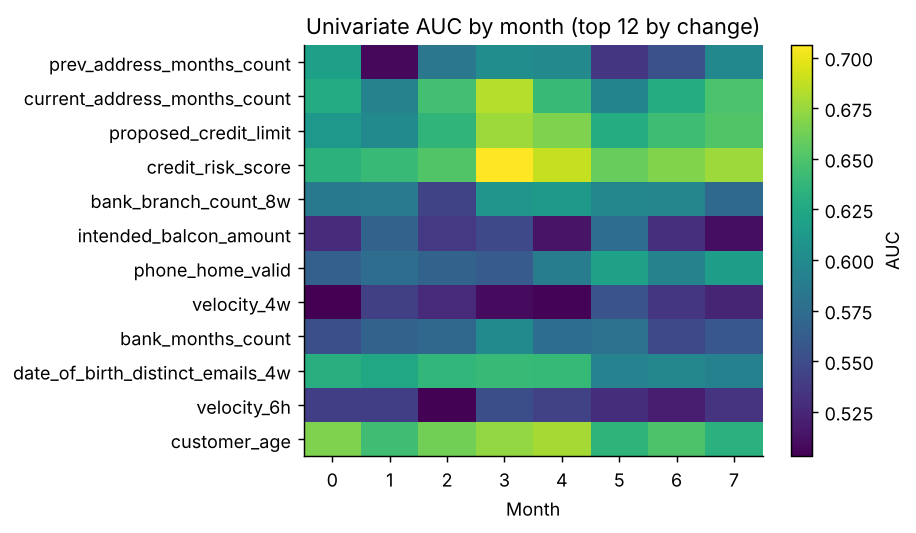 Univariate AUC by month (top 12 by change)
prev_address_months_count
current_address_months_count
proposed_credit_limit
credit_risk_score
bank_branch_count_8w
intended_balcon_amount
phone_home_valid
velocity_4w
bank_months_count
date_of_birth_distinct_emails_4w
velocity_6h
customer_age
0 1 2 3 4 5 6 7
Month
0.700
0.675
0.650
0.625
0.600
0.575
0.550
0.525
AUC